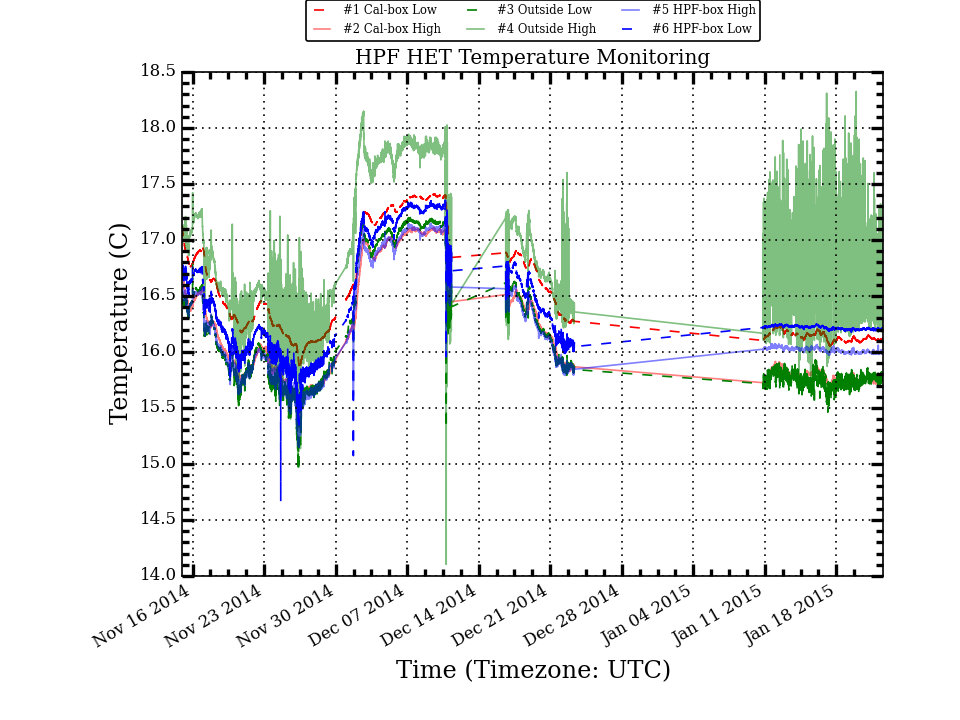 #1 Cal-box Low #3 Outside Low #5 HPF-box High
#2 Cal-box High #4 Outside High #6 HPF-box Low
HPF HET Temperature Monitoring
18.5
18.0
17.5
17.0
16.5
16.0
15.5
15.0
14.5
14.0
Temperature (C)
Nov 16 2014
Nov 23 2014
Nov 30 2014
Dec 07 2014
Dec 14 2014
Dec 21 2014
Dec 28 2014
Jan 04 2015
Jan 11 2015
Jan 18 2015
Time (Timezone: UTC)